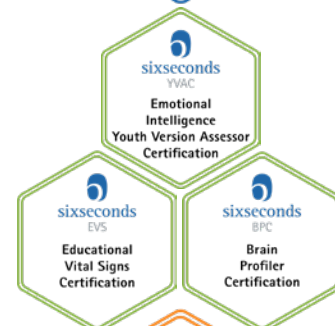 sixseconds
YVAC
Emotional
Intelligence
Youth Version Assessor
Certification
sixseconds
EVS
Educational
Vital Signs
Certification
sixseconds
BPC
Brain
Profiler
Certification